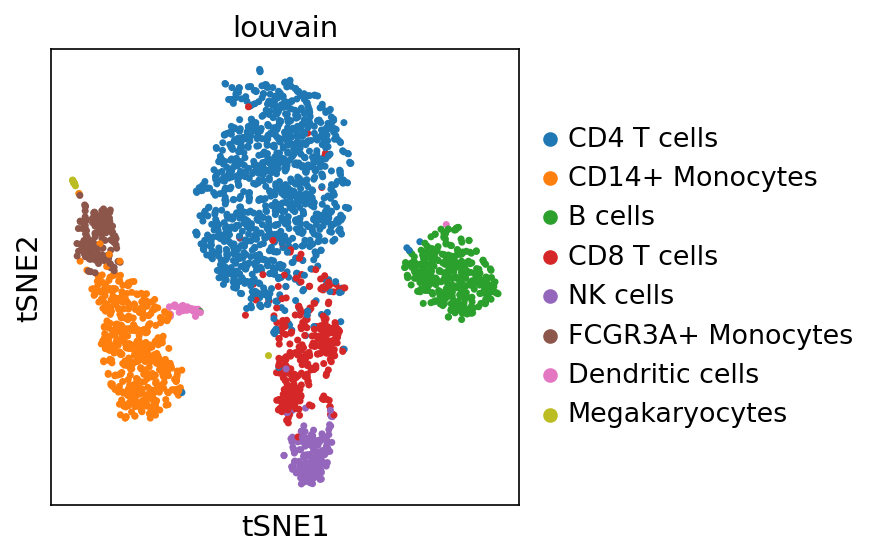 louvain
tSNE2
tSNE1
CD4 T cells
CD14+ Monocytes
B cells
CD8 T cells
NK cells
FCGR3A+ Monocytes
Dendritic cells
Megakaryocytes